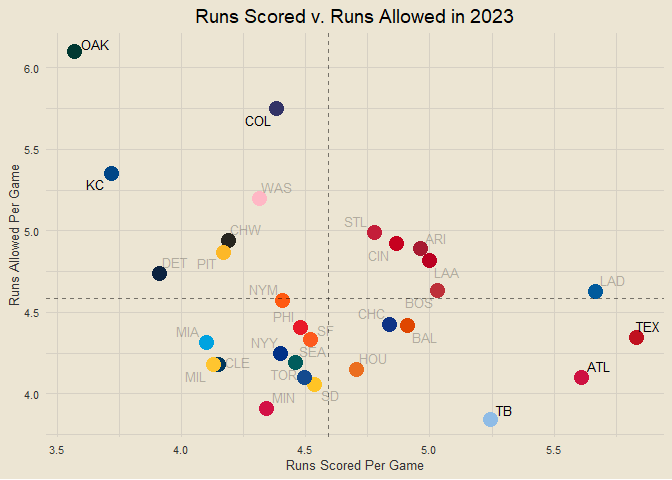 Runs Scored v. Runs Allowed in 2023
OAK
6.0
COL
5.5
KC
WAS
5.0
STL
CHW
ARI
CIN
PIT
DET
LAA
LAD
NYM
BOS
4.5
CHC
PHI
SF
BAL
TEX
MIA
NYY
SEA
HOU
CLE
ATL
MIL
TOR
4.0
MIN
SD
TB
3.5
4.0
4.5
5.0
5.5
Runs Scored Per Game
Runs Allowed Per Game